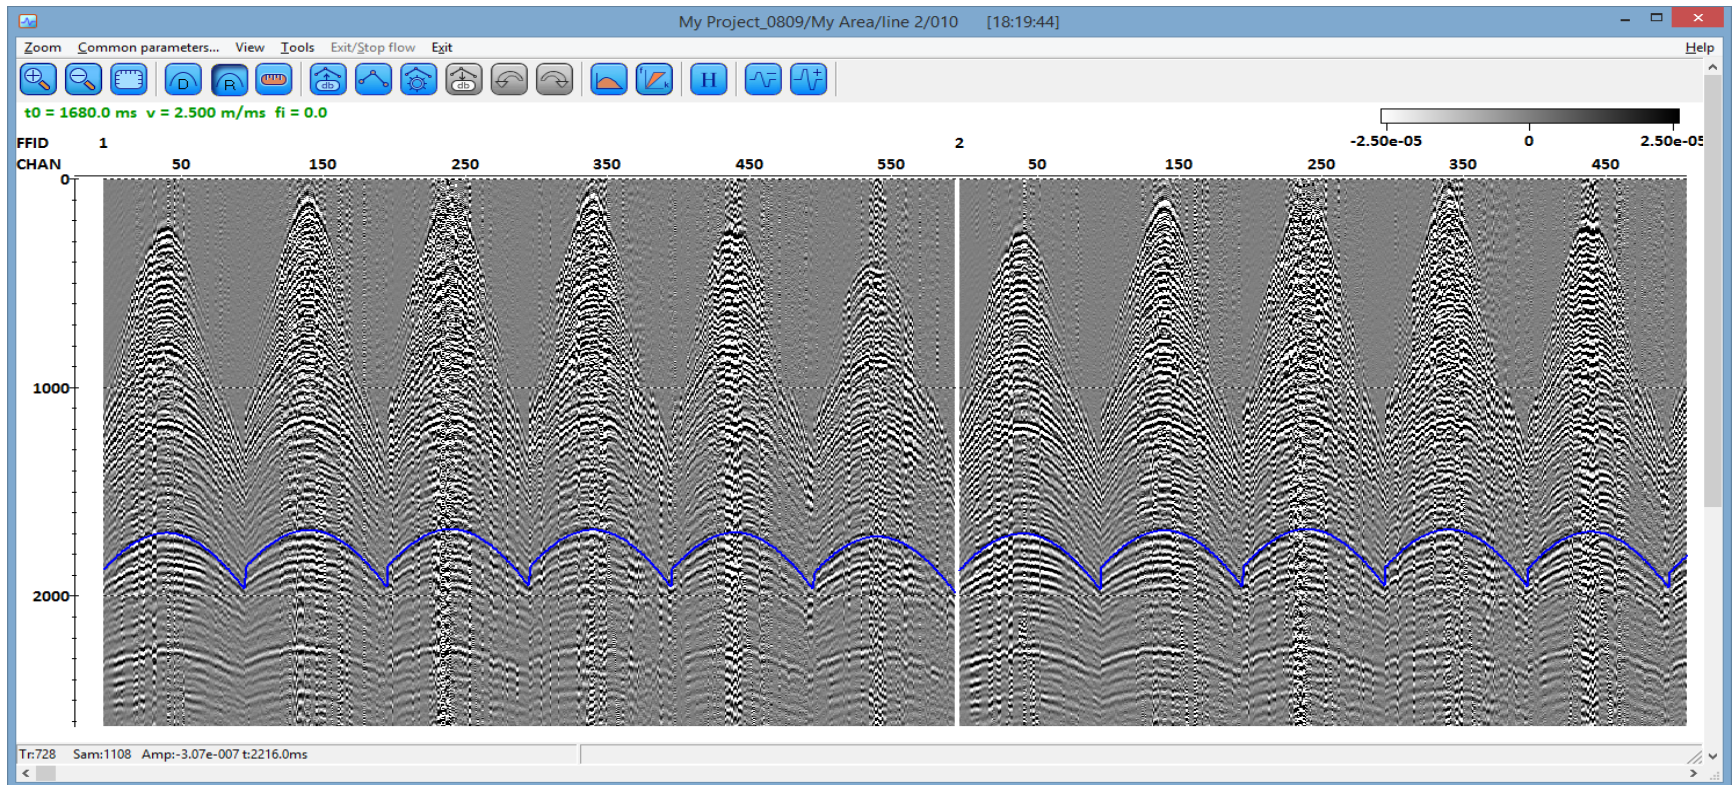 My Project_0809/My Area/line 2/010 [18:19:44]
Zoom Common parameters... View Tools Exit/Stop flow Exit Help
D R db db H
t0 = 1680.0 ms v = 2.500 m/ms fi = 0.0
-2.50e-05 0 2.50e-05
FFID 1 2
CHAN 50 150 250 350 450 550 50 150 250 350 450
0
1000
2000
Tr:728 Sam:1108 Amp:-3.07e-007 t:2216.0ms